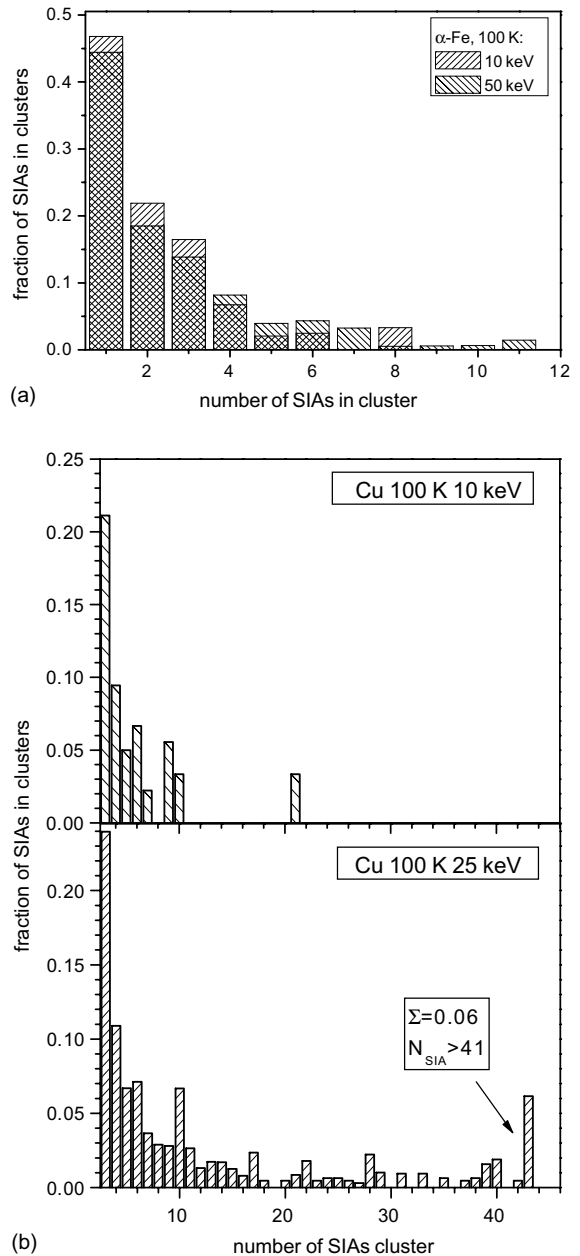 0.5
0.4
0.3
0.2
0.1
0.0
fraction of SIAs in clusters
α-Fe, 100 K:
10 keV
50 keV
2 4 6 8 10 12
number of SIAs in cluster
(a)
0.25
0.20
0.15
0.10
0.05
0.00
Cu 100 K 10 keV
fraction of SIAs in clusters
0.20
0.15
0.10
0.05
0.00
Cu 100 K 25 keV
Σ=0.06
N_SIA>41
10 20 30 40
number of SIAs cluster
(b)